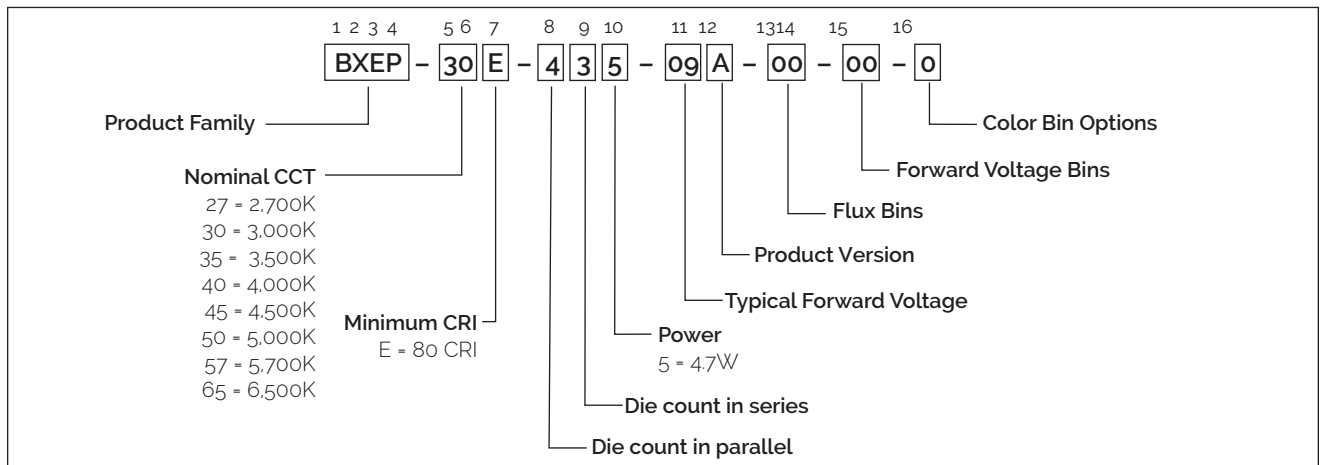 1 2 3 4 5 6 7 8 9 10 11 12 1314 15 16
BXEP – 30 E – 4 3 5 – 09 A – 00 – 00 – 0
Product Family
Color Bin Options
Nominal CCT
27 = 2,700K
30 = 3,000K
35 = 3,500K
40 = 4,000K
45 = 4,500K
50 = 5,000K
57 = 5,700K
65 = 6,500K
Forward Voltage Bins
Flux Bins
Product Version
Typical Forward Voltage
Minimum CRI
E = 80 CRI
Power
5 = 4.7W
Die count in series
Die count in parallel